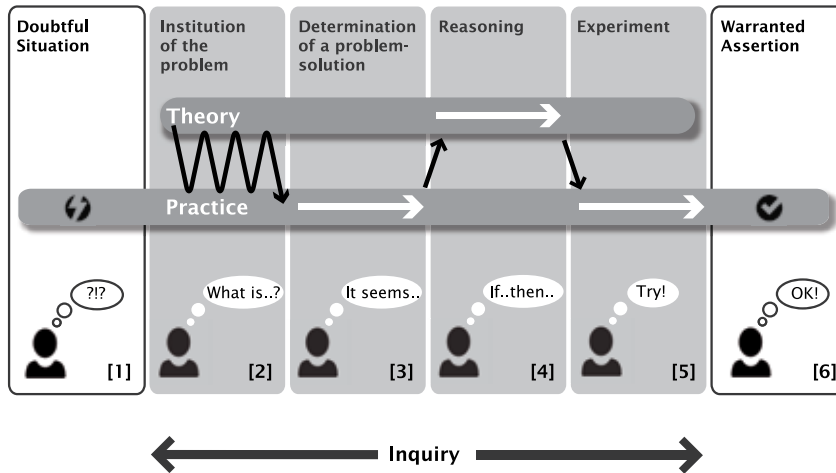 Doubtful
Situation
Institution
of the
problem
Determination
of a problem-
solution
Reasoning
Experiment
Warranted
Assertion
Theory
Practice
?!?
What is..?
It seems..
If..then..
Try!
OK!
[1]
[2]
[3]
[4]
[5]
[6]
Inquiry